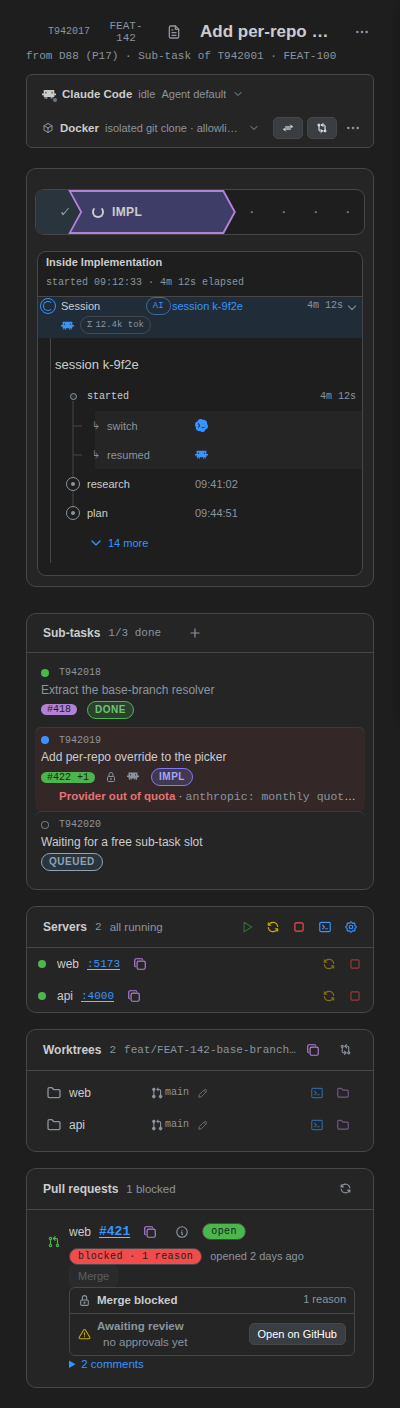 T942017 FEAT-142 Add per-repo …
from D88 (P17) · Sub-task of T942001 · FEAT-100
Claude Code idle Agent default
Docker isolated git clone · allowli…
✓ IMPL
Inside Implementation
started 09:12:33 · 4m 12s elapsed
Session AI session k-9f2e 4m 12s
Σ 12.4k tok
session k-9f2e
started 4m 12s
↳ switch
↳ resumed
research 09:41:02
plan 09:44:51
14 more
Sub-tasks 1/3 done
T942018
Extract the base-branch resolver
#418 DONE
T942019
Add per-repo override to the picker
#422 +1 IMPL
Provider out of quota · anthropic: monthly quot…
T942020
Waiting for a free sub-task slot
QUEUED
Servers 2 all running
web :5173
api :4000
Worktrees 2 feat/FEAT-142-base-branch…
web main
api main
Pull requests 1 blocked
web #421 open
blocked · 1 reason opened 2 days ago
Merge
Merge blocked 1 reason
Awaiting review
no approvals yet
Open on GitHub
2 comments